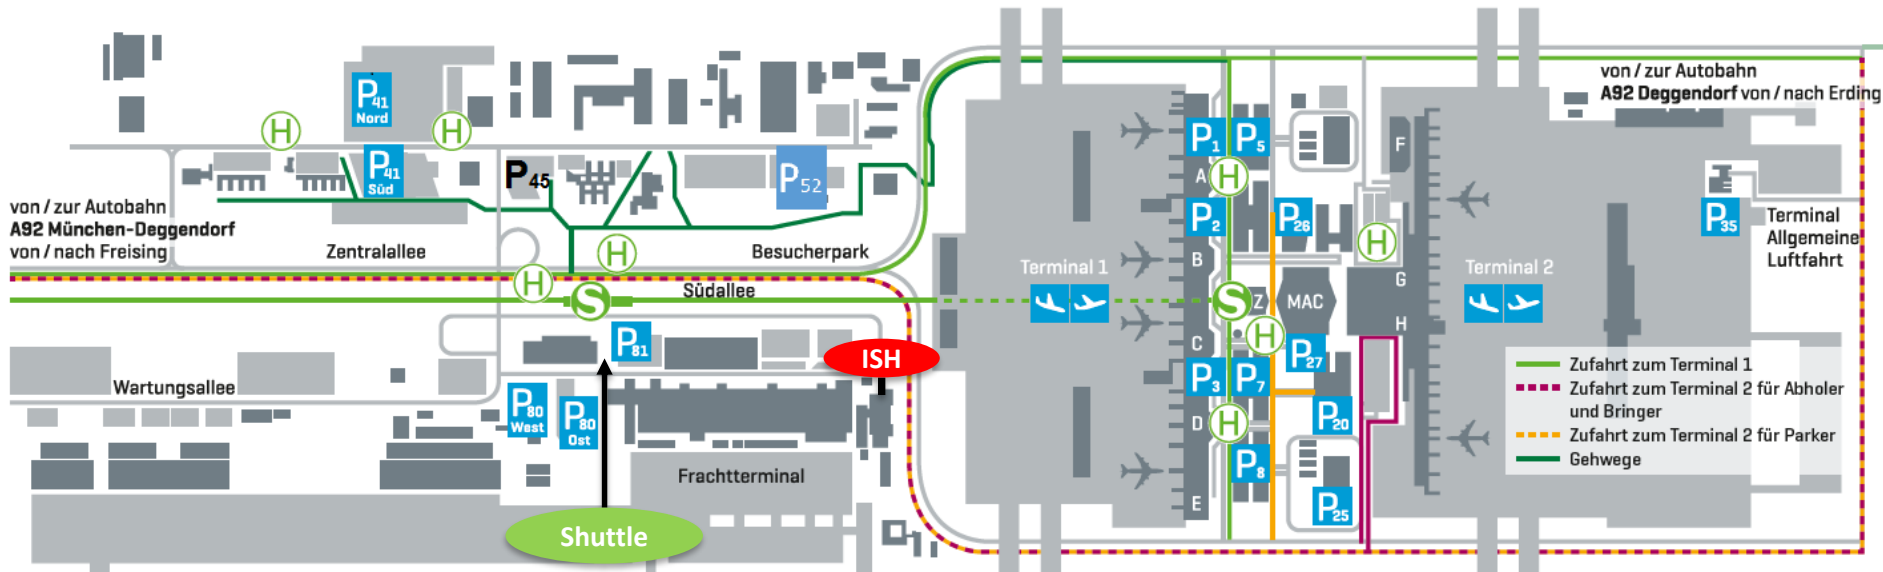 P41
Nord
H
H
P41
Süd
P45
P52
von / zur Autobahn
A92 München-Deggendorf
von / nach Freising
Zentralallee
Besucherpark
H
H
S
Südallee
P81
ISH
Wartungsallee
P80
West
P80
Ost
Frachtterminal
Shuttle
Terminal 1
P1
P5
A
H
P2
P26
B
S
Z
MAC
H
C
P27
P3
P7
D
H
P20
P8
E
P25
F
H
G
H
Terminal 2
von / zur Autobahn
A92 Deggendorf von / nach Erding
P35
Terminal
Allgemeine
Luftfahrt
Zufahrt zum Terminal 1
Zufahrt zum Terminal 2 für Abholer
und Bringer
Zufahrt zum Terminal 2 für Parker
Gehwege